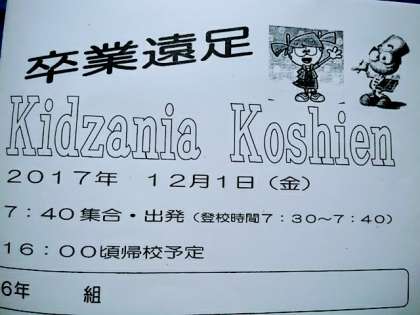 卒業遠足
Kidzania Koshien
2017年 12月1日(金)
7:40集合・出発(登校時間7:30~7:40)
16:00頃帰校予定
6年 組